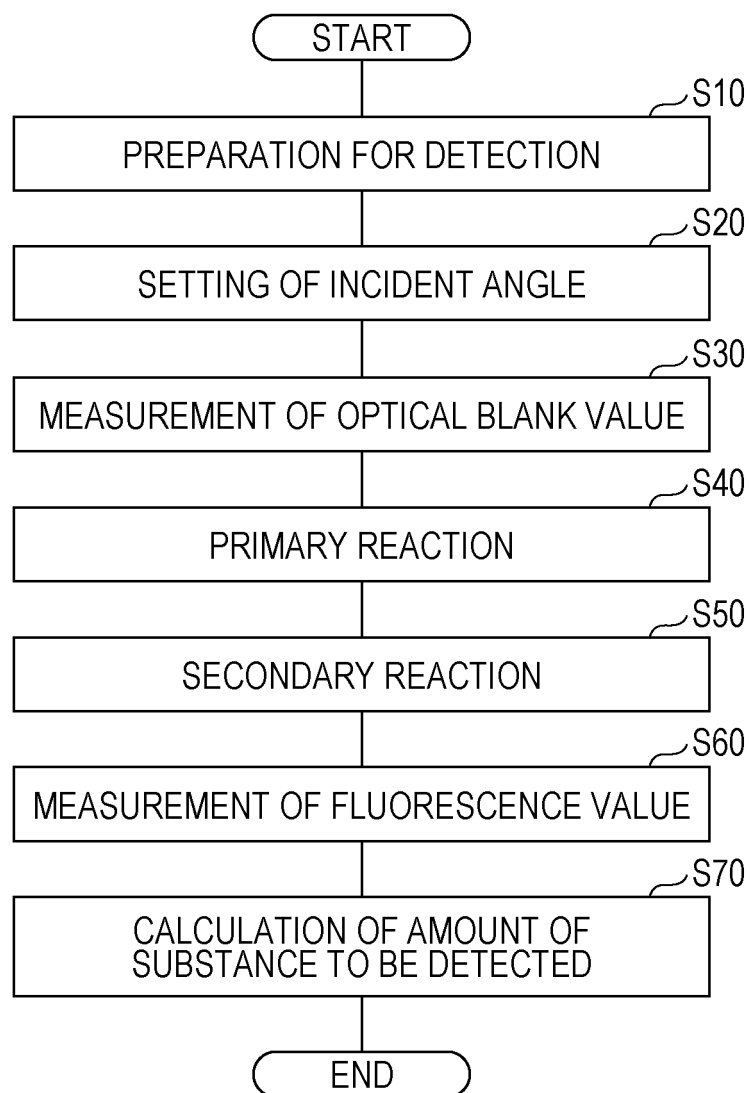 START
S10
PREPARATION FOR DETECTION
S20
SETTING OF INCIDENT ANGLE
S30
MEASUREMENT OF OPTICAL BLANK VALUE
S40
PRIMARY REACTION
S50
SECONDARY REACTION
S60
MEASUREMENT OF FLUORESCENCE VALUE
S70
CALCULATION OF AMOUNT OF
SUBSTANCE TO BE DETECTED
END